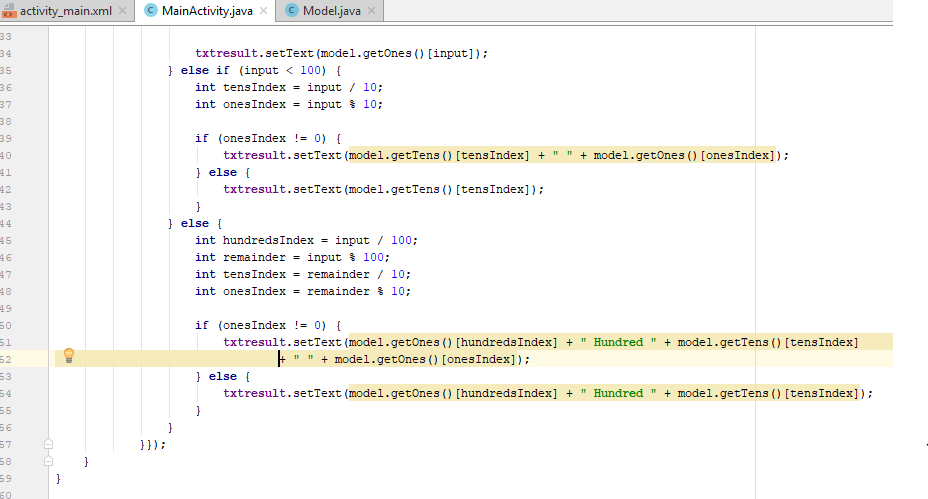 activity_main.xml × MainActivity.java × Model.java ×
33
34 txtresult.setText(model.getOnes()[input]);
35 } else if (input < 100) {
36 int tensIndex = input / 10;
37 int onesIndex = input % 10;
38
39 if (onesIndex != 0) {
40 txtresult.setText(model.getTens()[tensIndex] + " " + model.getOnes()[onesIndex]);
41 } else {
42 txtresult.setText(model.getTens()[tensIndex]);
43 }
44 } else {
45 int hundredsIndex = input / 100;
46 int remainder = input % 100;
47 int tensIndex = remainder / 10;
48 int onesIndex = remainder % 10;
49
50 if (onesIndex != 0) {
51 txtresult.setText(model.getOnes()[hundredsIndex] + " Hundred " + model.getTens()[tensIndex]
52 + " " + model.getOnes()[onesIndex]);
53 } else {
54 txtresult.setText(model.getOnes()[hundredsIndex] + " Hundred " + model.getTens()[tensIndex]);
55 }
56 }
57 }});
58 }
59 }
60